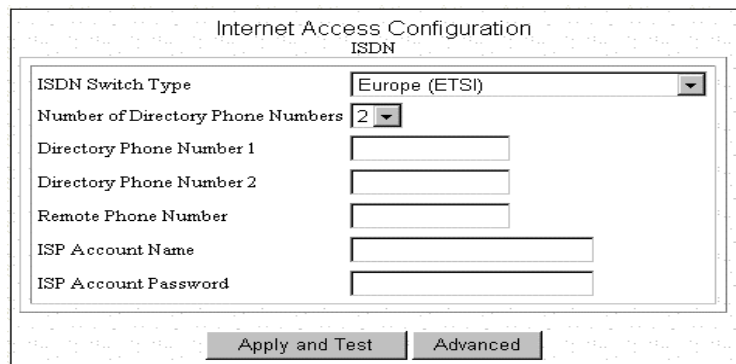 Internet Access Configuration
ISDN
ISDN Switch Type Europe (ETSI)
Number of Directory Phone Numbers 2
Directory Phone Number 1
Directory Phone Number 2
Remote Phone Number
ISP Account Name
ISP Account Password
Apply and Test Advanced